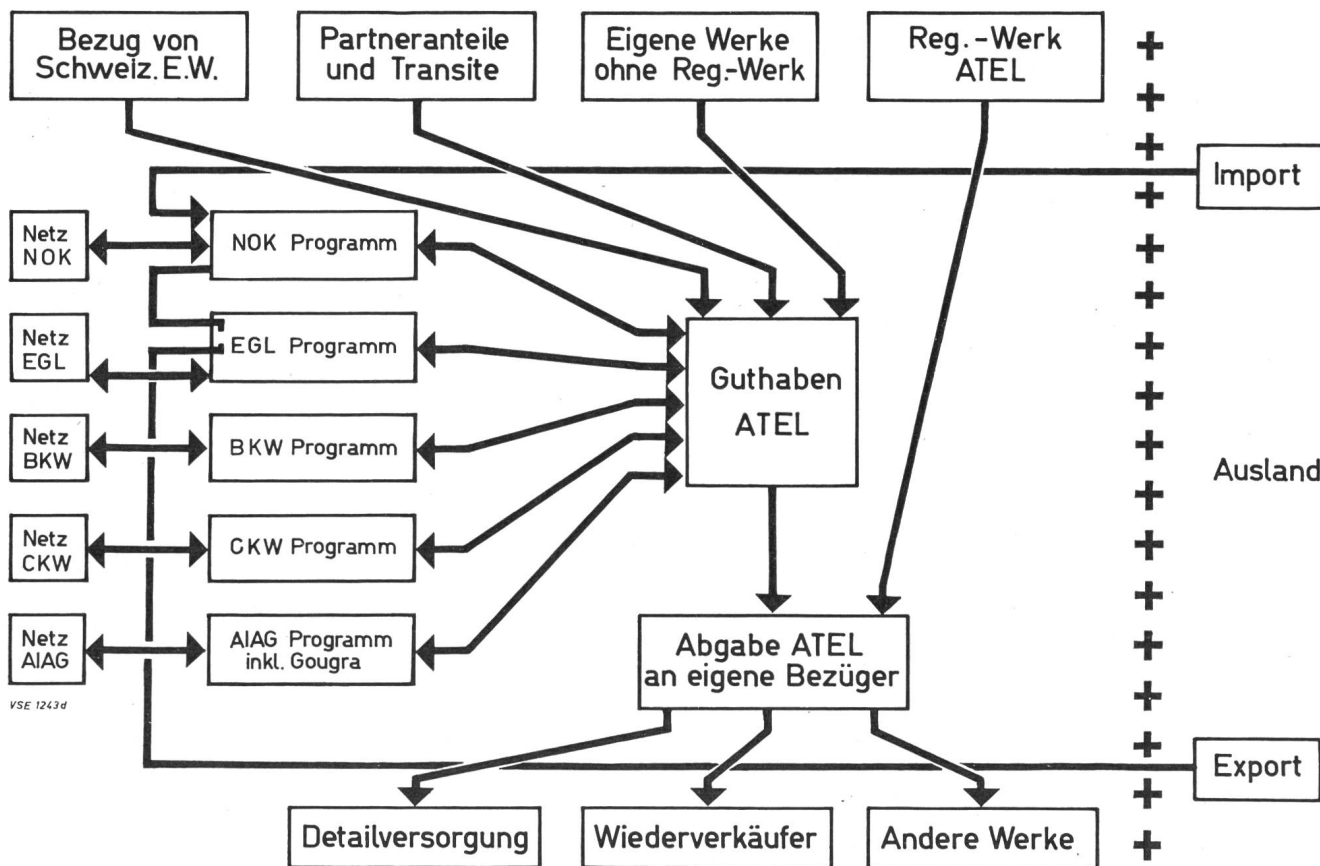 Bezug von
Schweiz. E.W.
Partneranteile
und Transite
Eigene Werke
ohne Reg.-Werk
Reg.-Werk
ATEL
Import
Netz
NOK
NOK Programm
Netz
EGL
EGL Programm
Guthaben
ATEL
Netz
BKW
BKW Programm
Ausland
Netz
CKW
CKW Programm
Netz
AIAG
AIAG Programm
inkl. Gougra
Abgabe ATEL
an eigene Bezüger
VSE 1243d
Export
Detailversorgung
Wiederverkäufer
Andere Werke